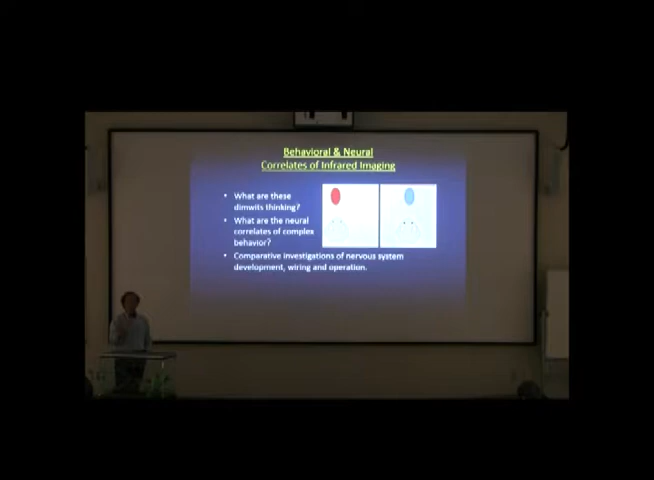 Behavioral & Neural
Correlates of Infrared Imaging
• What are these
dimwits thinking?
• What are the neural
correlates of complex
behavior?
• Comparative investigations of nervous system
development, wiring and operation.